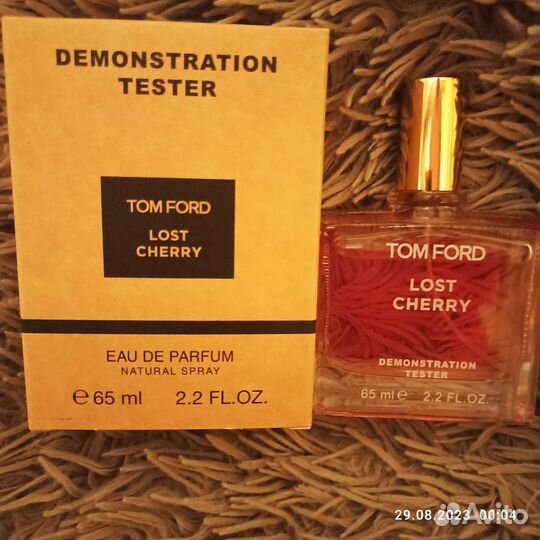 DEMONSTRATION
TESTER
TOM FORD
LOST
CHERRY
EAU DE PARFUM
NATURAL SPRAY
e 65 ml 2.2 FL.OZ.
TOM FORD
LOST
CHERRY
DEMONSTRATION
TESTER
65 ml e 2.2 FL.OZ.
29.08.2023 00:04
Avito